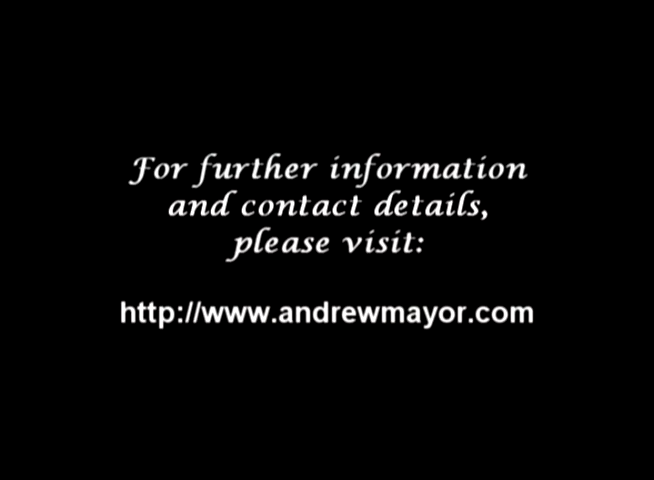 For further information
and contact details,
please visit:
http://www.andrewmayor.com